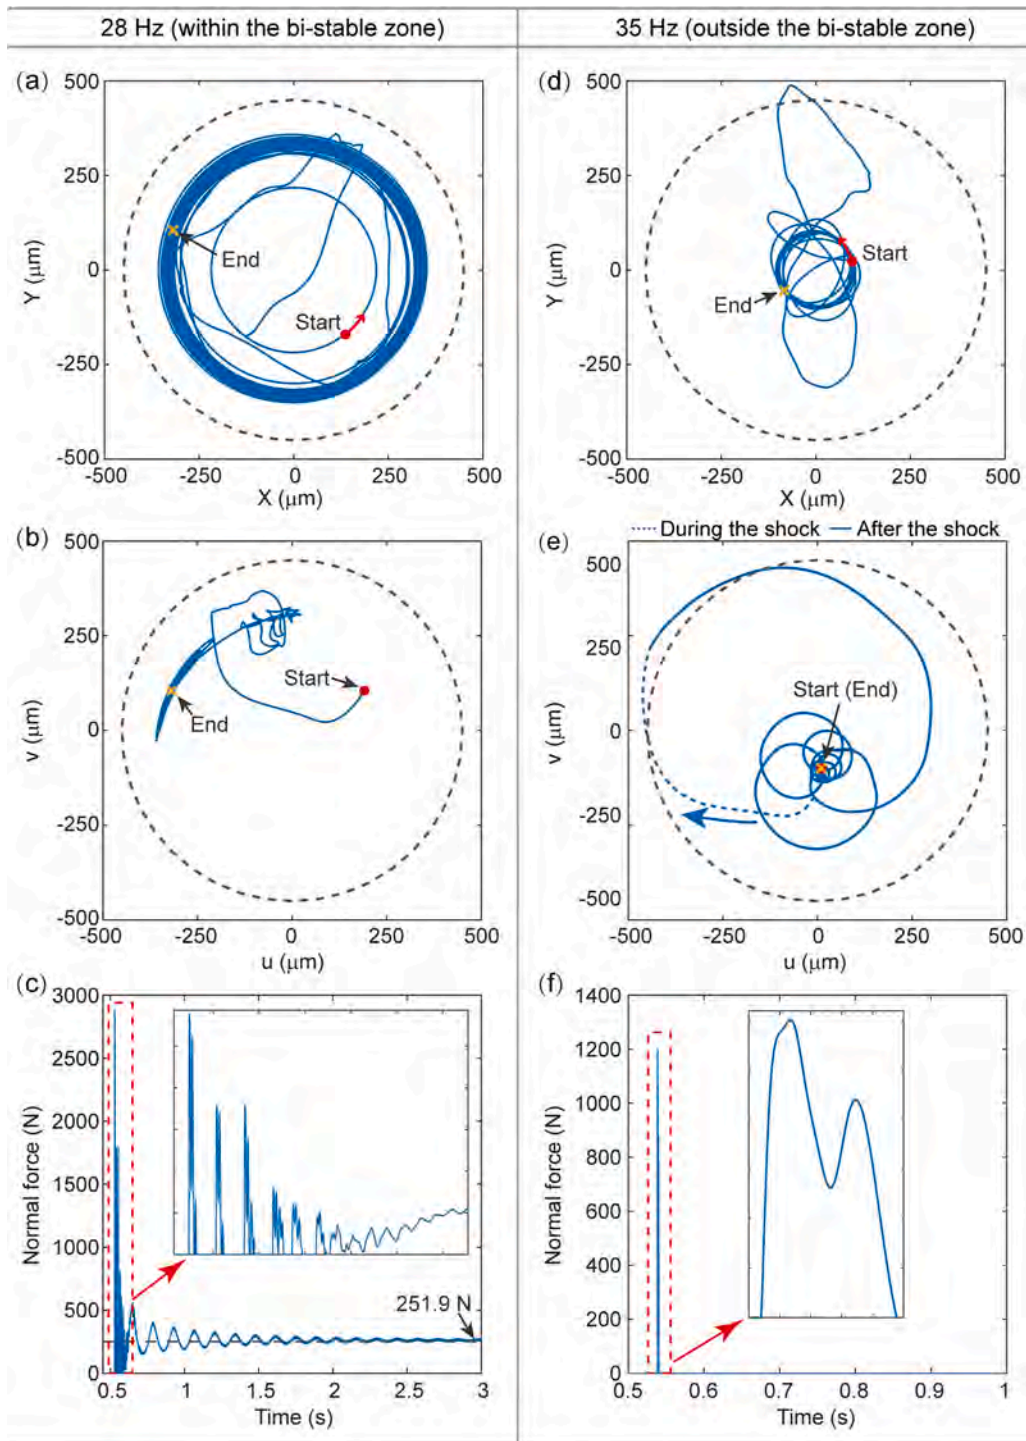 28 Hz (within the bi-stable zone)
35 Hz (outside the bi-stable zone)
(a)
500
250
0
-250
-500
Y (μm)
-500
-250
0
250
500
X (μm)
Start
End
(d)
500
250
0
-250
-500
Y (μm)
-500
-250
0
250
500
X (μm)
Start
End
(b)
500
250
0
-250
-500
v (μm)
-500
-250
0
250
500
u (μm)
Start
End
During the shock
After the shock
(e)
500
250
0
-250
-500
v (μm)
-500
-250
0
250
500
u (μm)
Start (End)
(c)
3000
2500
2000
1500
1000
500
0
Normal force (N)
0.5
1
1.5
2
2.5
3
Time (s)
251.9 N
(f)
1400
1200
1000
800
600
400
200
0
Normal force (N)
0.5
0.6
0.7
0.8
0.9
1
Time (s)